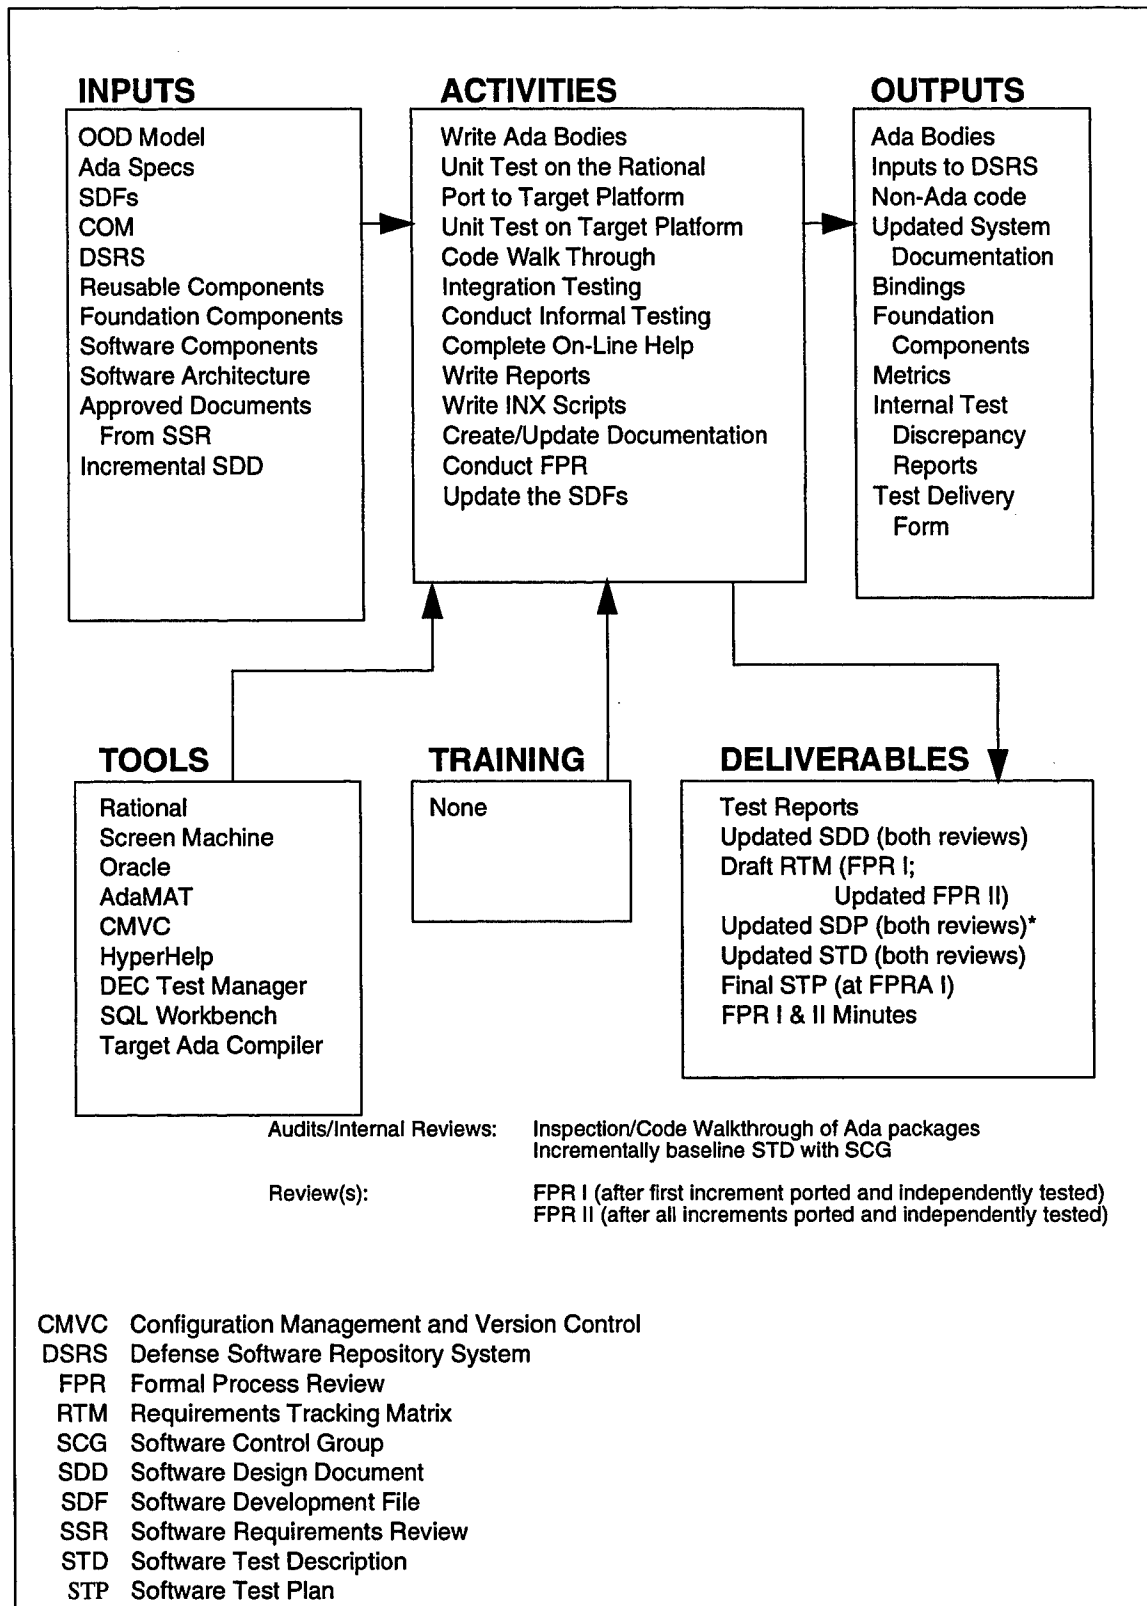 INPUTS
OOD Model
Ada Specs
SDFs
COM
DSRS
Reusable Components
Foundation Components
Software Components
Software Architecture
Approved Documents
From SSR
Incremental SDD
ACTIVITIES
Write Ada Bodies
Unit Test on the Rational
Port to Target Platform
Unit Test on Target Platform
Code Walk Through
Integration Testing
Conduct Informal Testing
Complete On-Line Help
Write Reports
Write INX Scripts
Create/Update Documentation
Conduct FPR
Update the SDFs
OUTPUTS
Ada Bodies
Inputs to DSRS
Non-Ada code
Updated System
Documentation
Bindings
Foundation
Components
Metrics
Internal Test
Discrepancy
Reports
Test Delivery
Form
TOOLS
Rational
Screen Machine
Oracle
AdaMAT
CMVC
HyperHelp
DEC Test Manager
SQL Workbench
Target Ada Compiler
TRAINING
None
DELIVERABLES
Test Reports
Updated SDD (both reviews)
Draft RTM (FPR I;
Updated FPR II)
Updated SDP (both reviews)*
Updated STD (both reviews)
Final STP (at FPRA I)
FPR I & II Minutes
Audits/Internal Reviews: Inspection/Code Walkthrough of Ada packages
Incrementally baseline STD with SCG
Review(s): FPR I (after first increment ported and independently tested)
FPR II (after all increments ported and independently tested)
CMVC Configuration Management and Version Control
DSRS Defense Software Repository System
FPR Formal Process Review
RTM Requirements Tracking Matrix
SCG Software Control Group
SDD Software Design Document
SDF Software Development File
SSR Software Requirements Review
STD Software Test Description
STP Software Test Plan